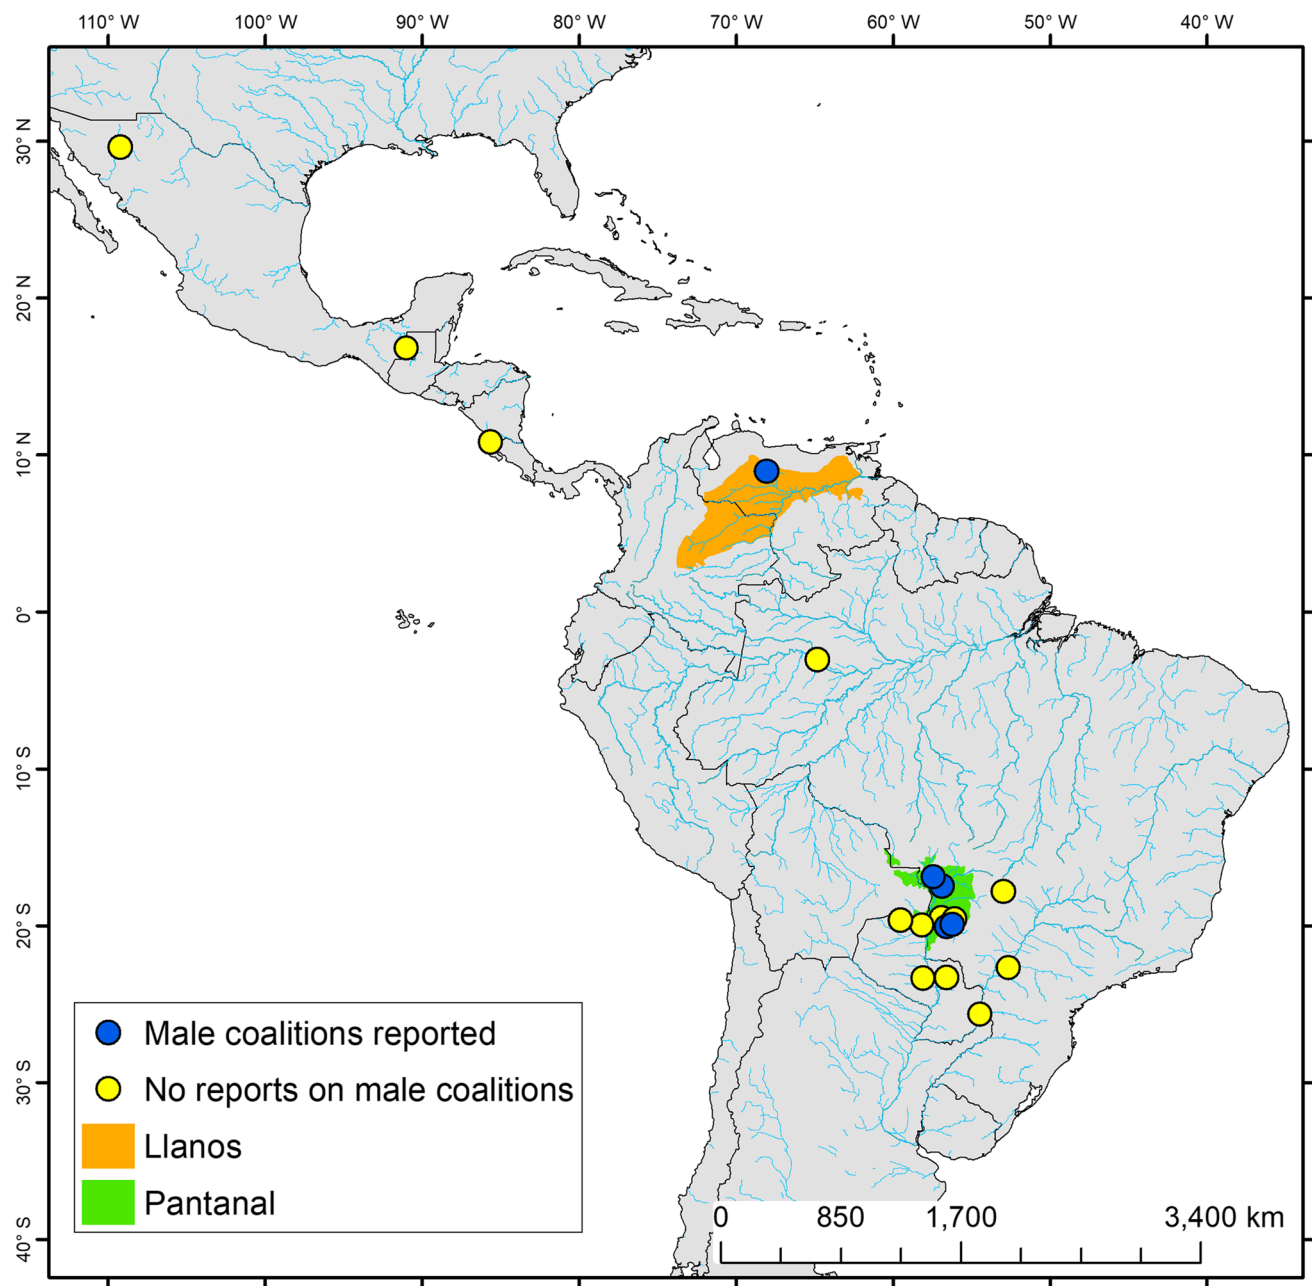 110° W 100° W 90° W 80° W 70° W 60° W 50° W 40° W
30° N
20° N
10° N
0°
10° S
20° S
30° S
40° S
Male coalitions reported
No reports on male coalitions
Llanos
Pantanal
0 850 1,700 3,400 km